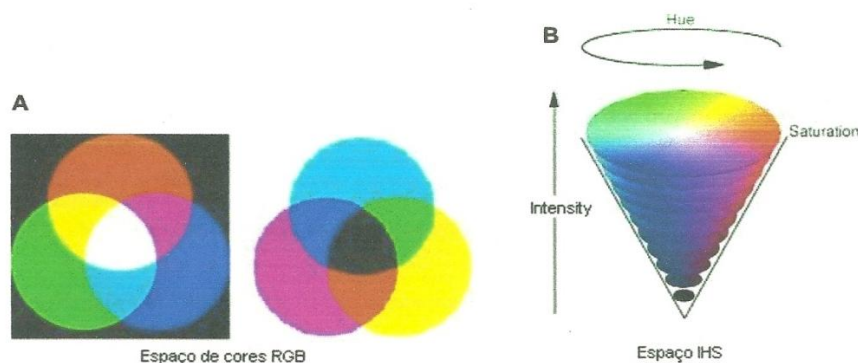 A
Espaço de cores RGB
B
Hue
Saturation
Intensity
Espaço IHS